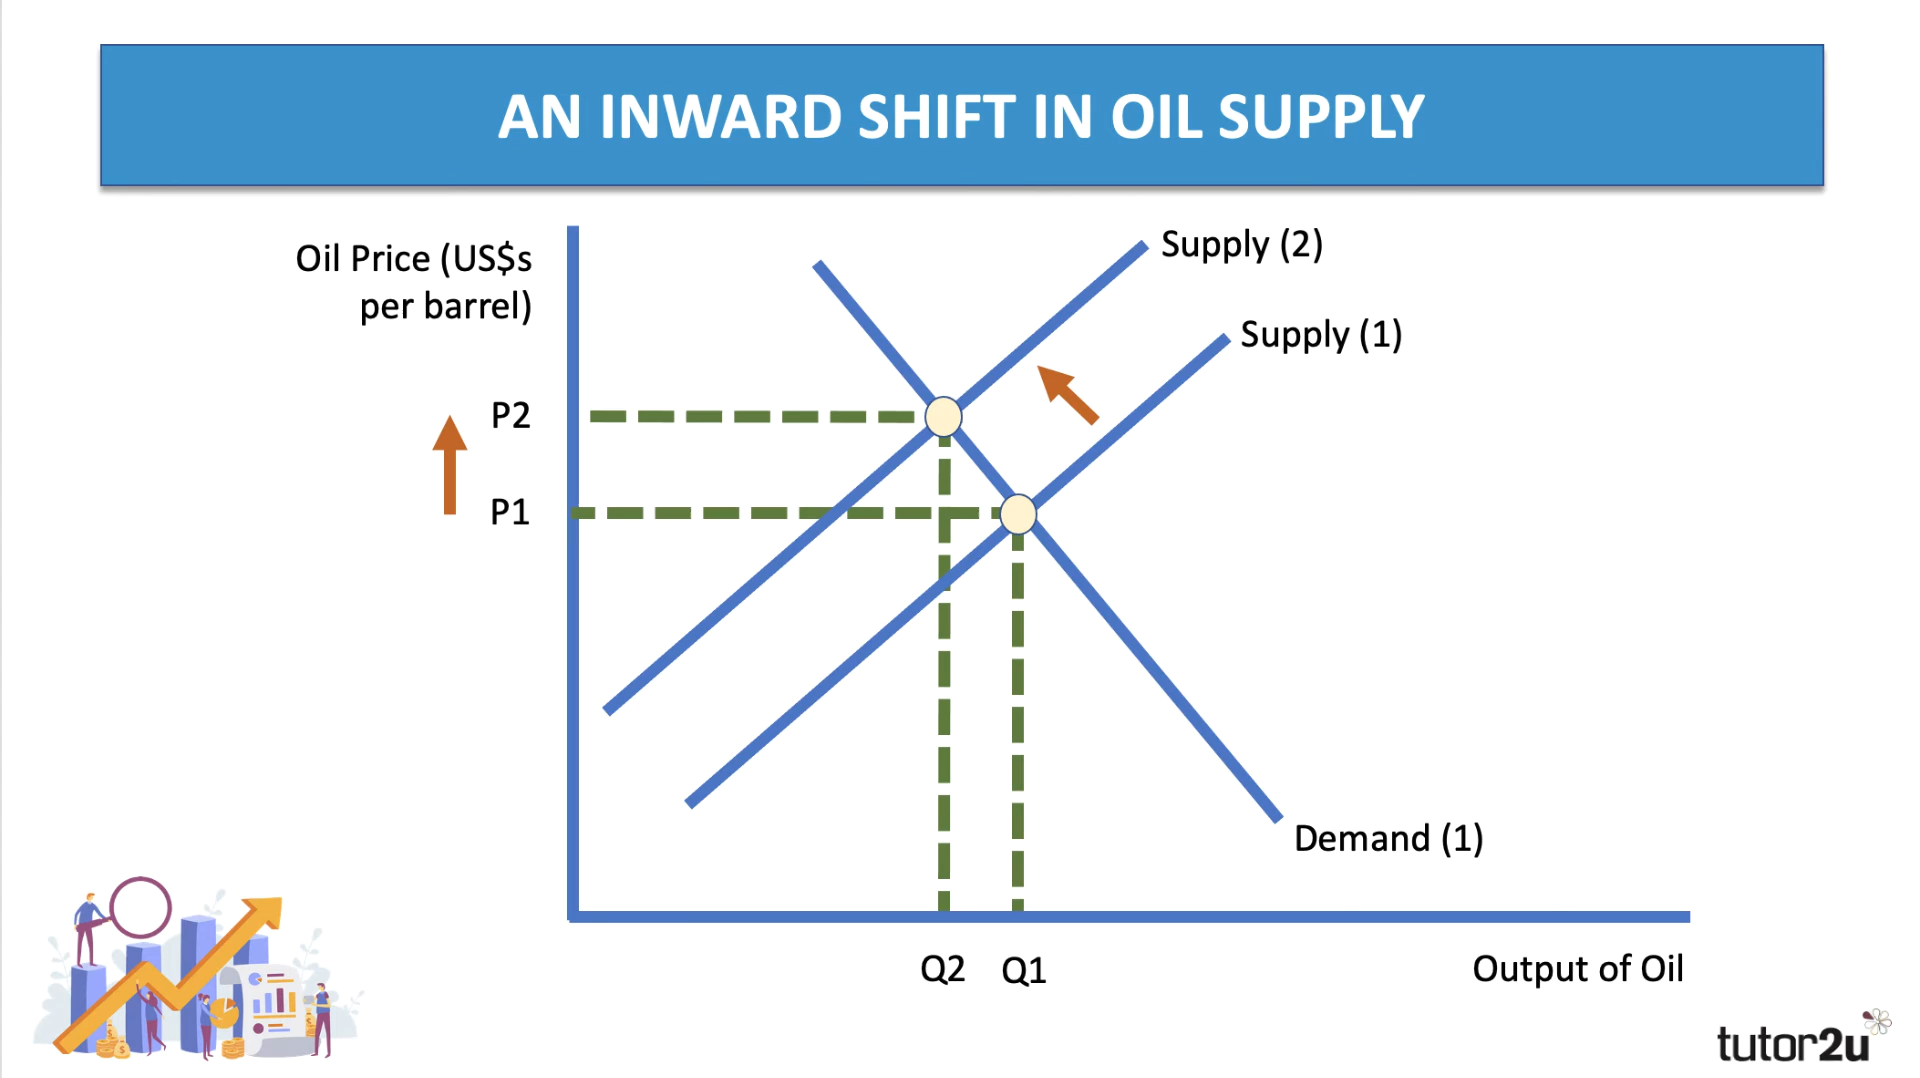 AN INWARD SHIFT IN OIL SUPPLY
Oil Price (US$s
per barrel)
Supply (2)
Supply (1)
P2
P1
Demand (1)
Q2
Q1
Output of Oil
tutor2u